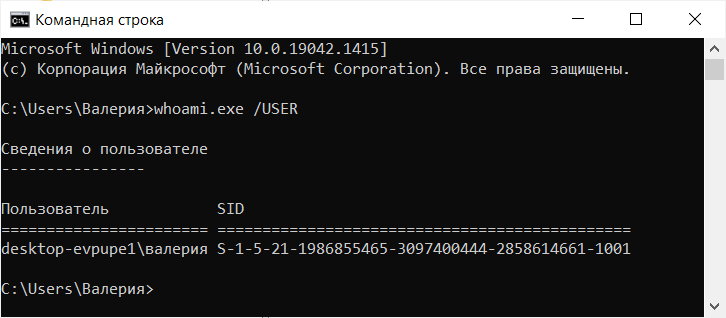 Командная строка
Microsoft Windows [Version 10.0.19042.1415]
(c) Корпорация Майкрософт (Microsoft Corporation). Все права защищены.
C:\Users\Валерия>whoami.exe /USER
Сведения о пользователе
----------------
Пользователь SID
======================= ==============================================
desktop-evpupe1\валерия S-1-5-21-1986855465-3097400444-2858614661-1001
C:\Users\Валерия>